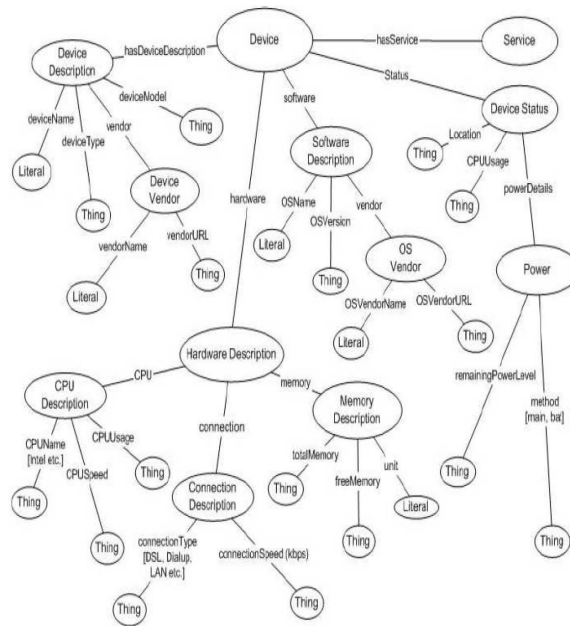 Device
hasDeviceDescription
hasService
Service
Device
Description
Status
deviceModel
software
deviceName
deviceType
vendor
Thing
Device Status
Location
CPUUsage
Literal
Software
Description
Thing
hardware
Thing
Device
Vendor
Thing
powerDetails
OSName
OSVersion
vendor
vendorName
vendorURL
Literal
OS
Vendor
Power
Thing
Thing
Literal
OSVendorName
OSVendorURL
Literal
Thing
Hardware Description
CPU
memory
remainingPowerLevel
method
[main, bat]
CPU
Description
connection
Memory
Description
CPUName
[Intel etc.]
CPUUsage
CPUSpeed
totalMemory
freeMemory
unit
Thing
Thing
Thing
Thing
Connection
Description
Literal
Thing
connectionType
[DSL, Dialup,
LAN etc.]
connectionSpeed (kbps)
Thing
Thing
Thing
Thing